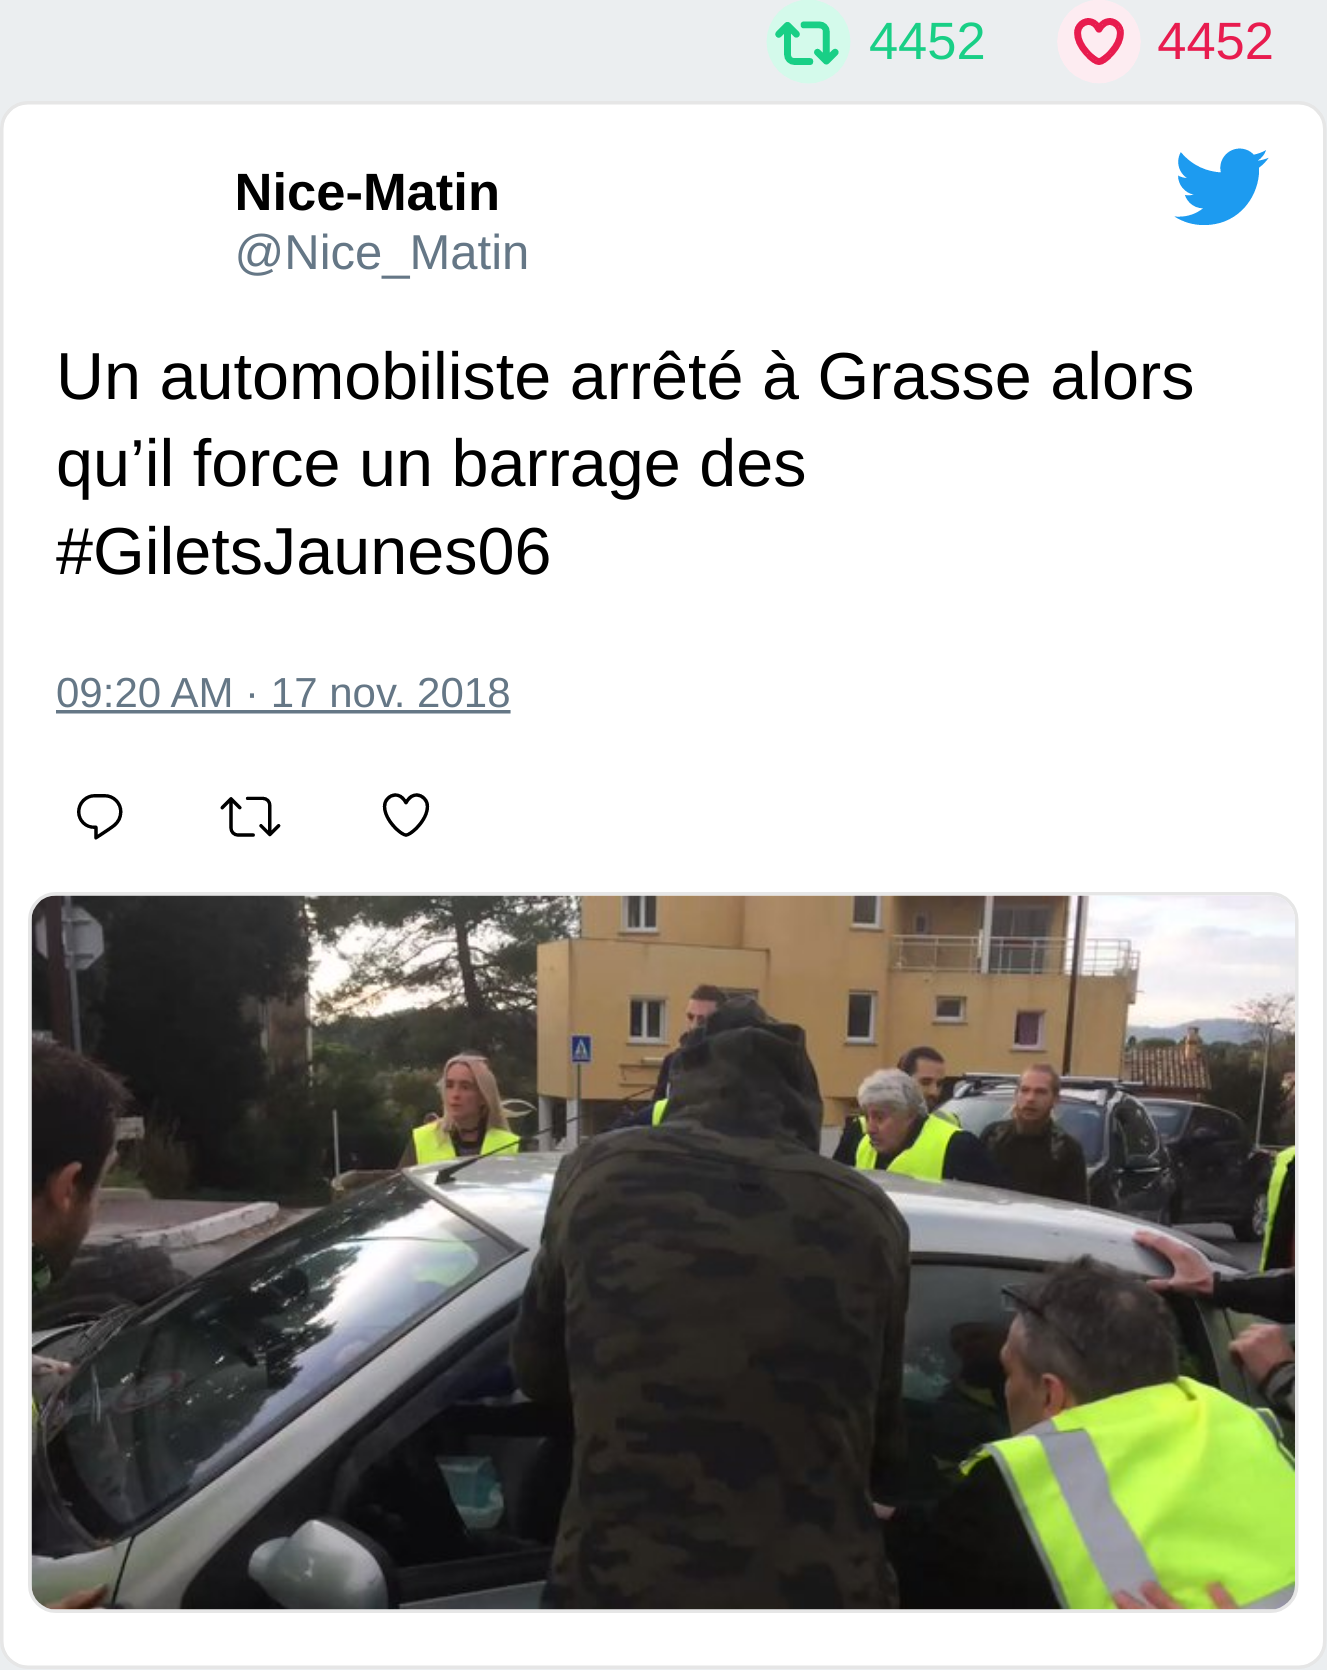 4452 4452
Nice-Matin
@Nice_Matin
Un automobiliste arrêté à Grasse alors
qu’il force un barrage des
#GiletsJaunes06
09:20 AM · 17 nov. 2018